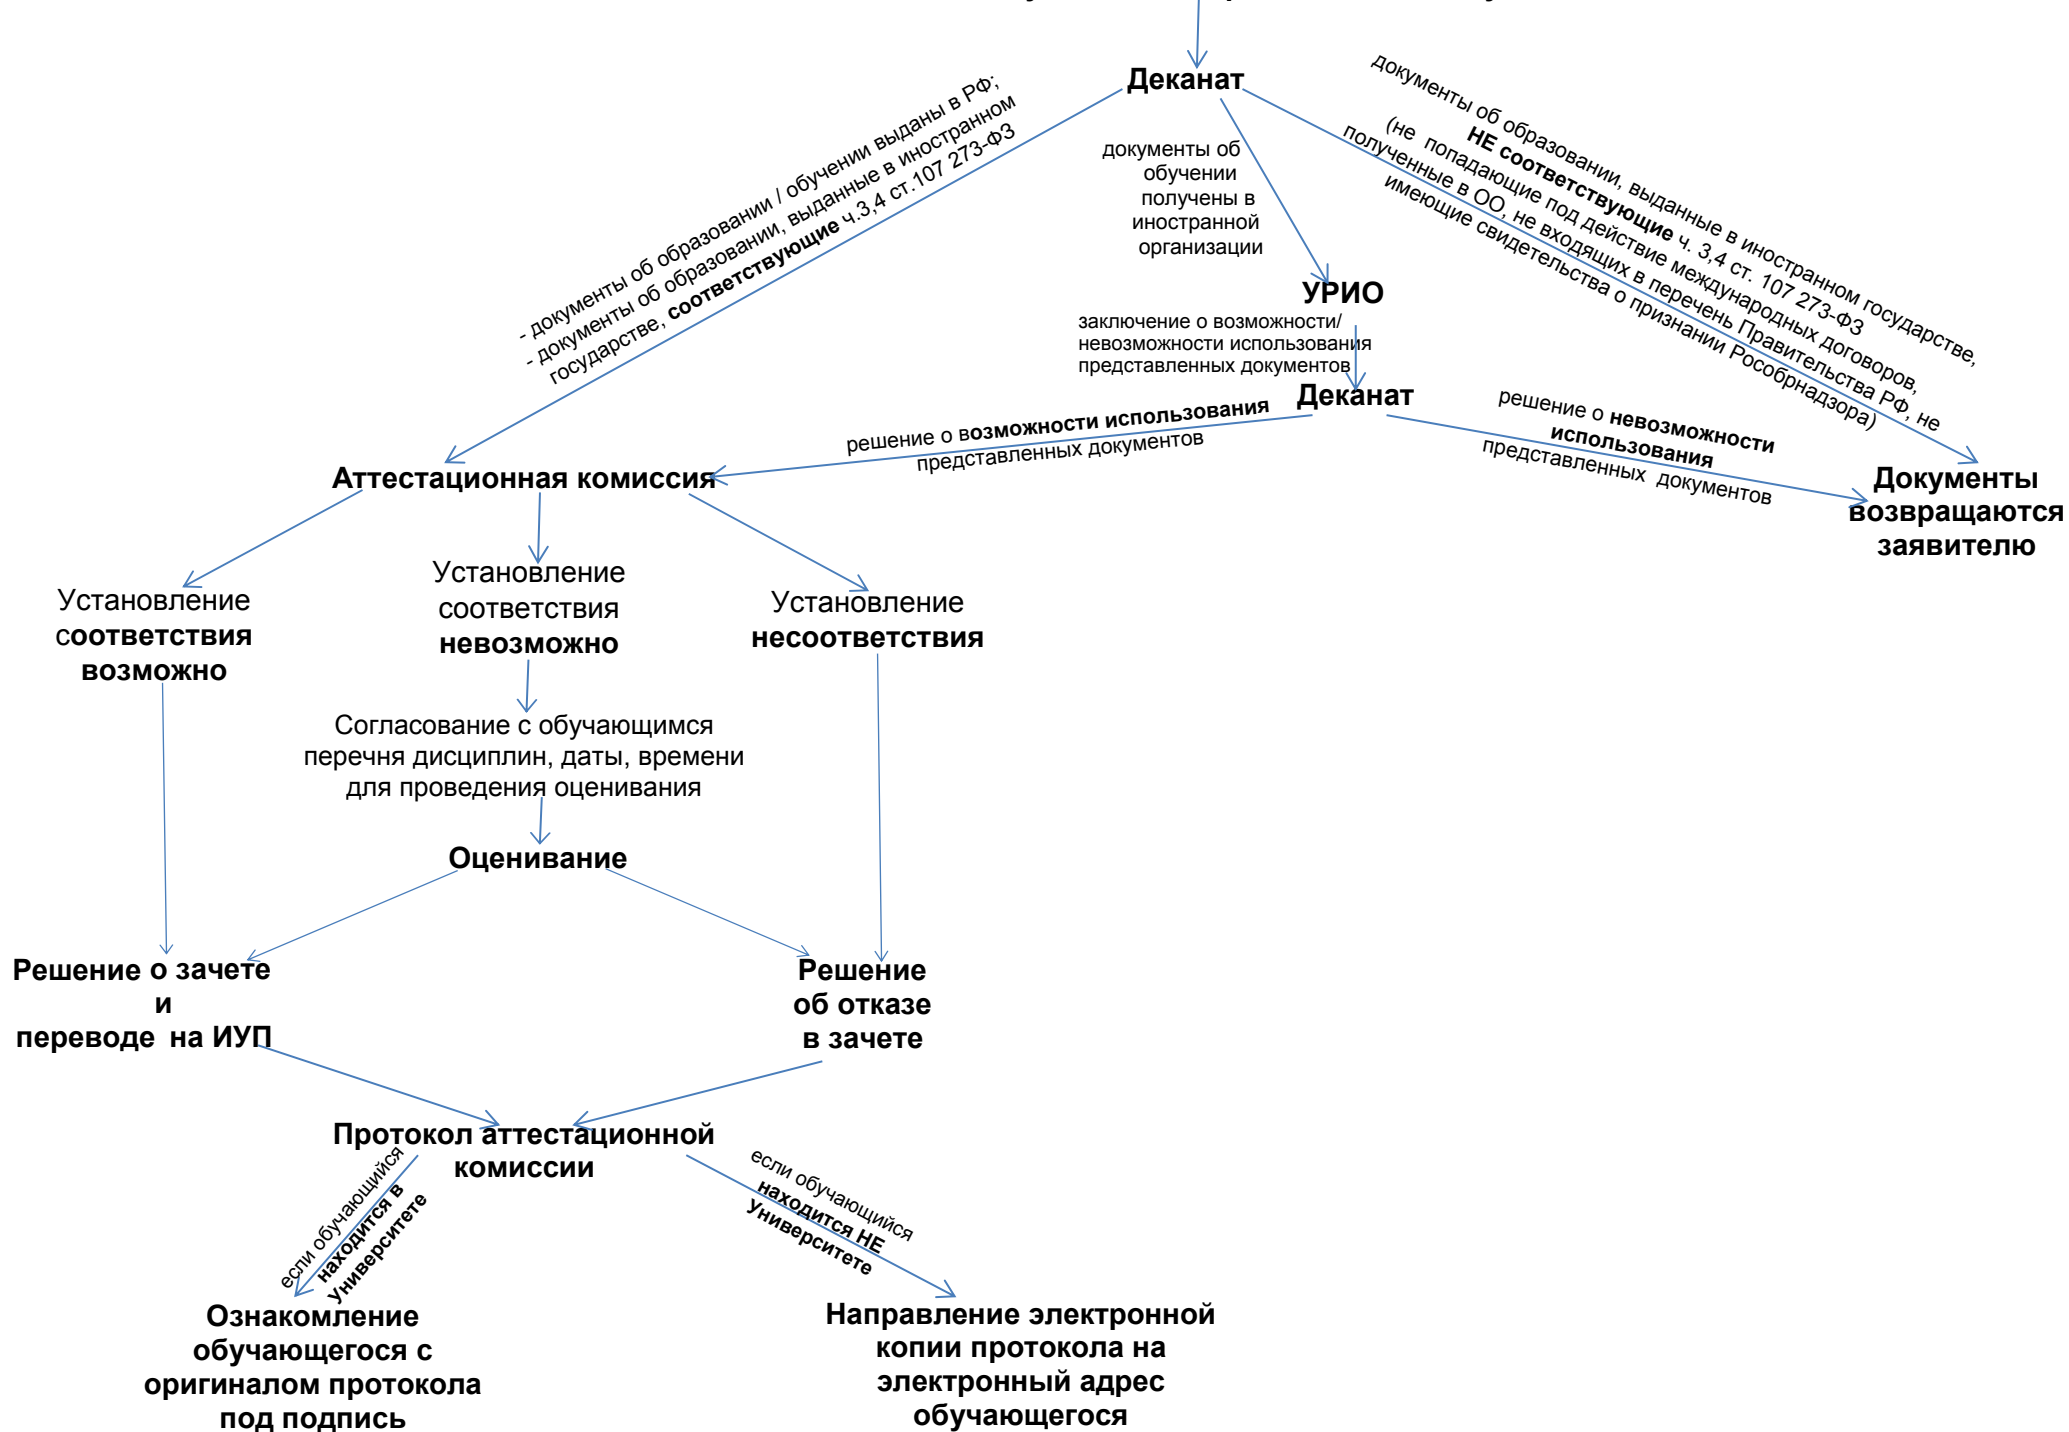 Деканат
- документы об образовании / обучении выданы в РФ;
- документы об образовании, выданные в иностранном
государстве, соответствующие ч.3,4 ст.107 273-ФЗ
документы об
обучении
получены в
иностранной
организации
документы об образовании, выданные в иностранном государстве,
НЕ соответствующие ч. 3,4 ст. 107 273-ФЗ
(не попадающие под действие международных договоров,
полученные в ОО, не входящих в перечень Правительства РФ, не
имеющие свидетельства о признании Рособрнадзора)
УРИО
заключение о возможности/
невозможности использования
представленных документов
Деканат
решение о возможности использования
представленных документов
решение о невозможности
использования
представленных документов
Аттестационная комиссия
Документы
возвращаются
заявителю
Установление
соответствия
возможно
Установление
соответствия
невозможно
Установление
несоответствия
Согласование с обучающимся
перечня дисциплин, даты, времени
для проведения оценивания
Оценивание
Решение о зачете
и
переводе на ИУП
Решение
об отказе
в зачете
Протокол аттестационной
комиссии
если обучающийся
находится в
Университете
если обучающийся
находится НЕ
Университете
Ознакомление
обучающегося с
оригиналом протокола
под подпись
Направление электронной
копии протокола на
электронный адрес
обучающегося